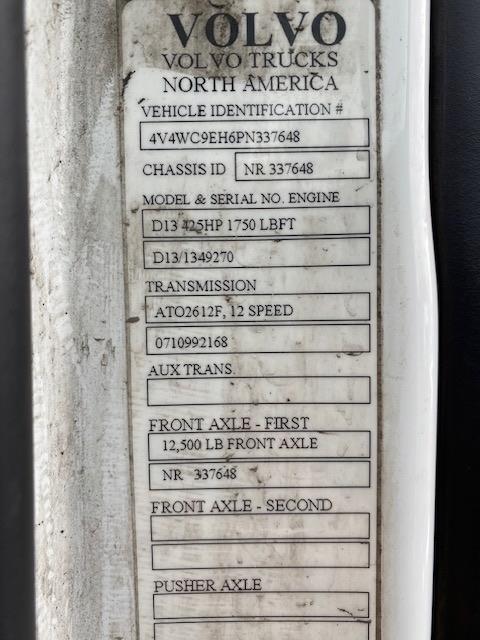 VOLVO
VOLVO TRUCKS
NORTH AMERICA
VEHICLE IDENTIFICATION #
4V4WC9EH6PN337648
CHASSIS ID NR 337648
MODEL & SERIAL NO. ENGINE
D13 425HP 1750 LBFT
D13/1349270
TRANSMISSION
ATO2612F, 12 SPEED
0710992168
AUX TRANS.
FRONT AXLE - FIRST
12,500 LB FRONT AXLE
NR 337648
FRONT AXLE - SECOND
PUSHER AXLE